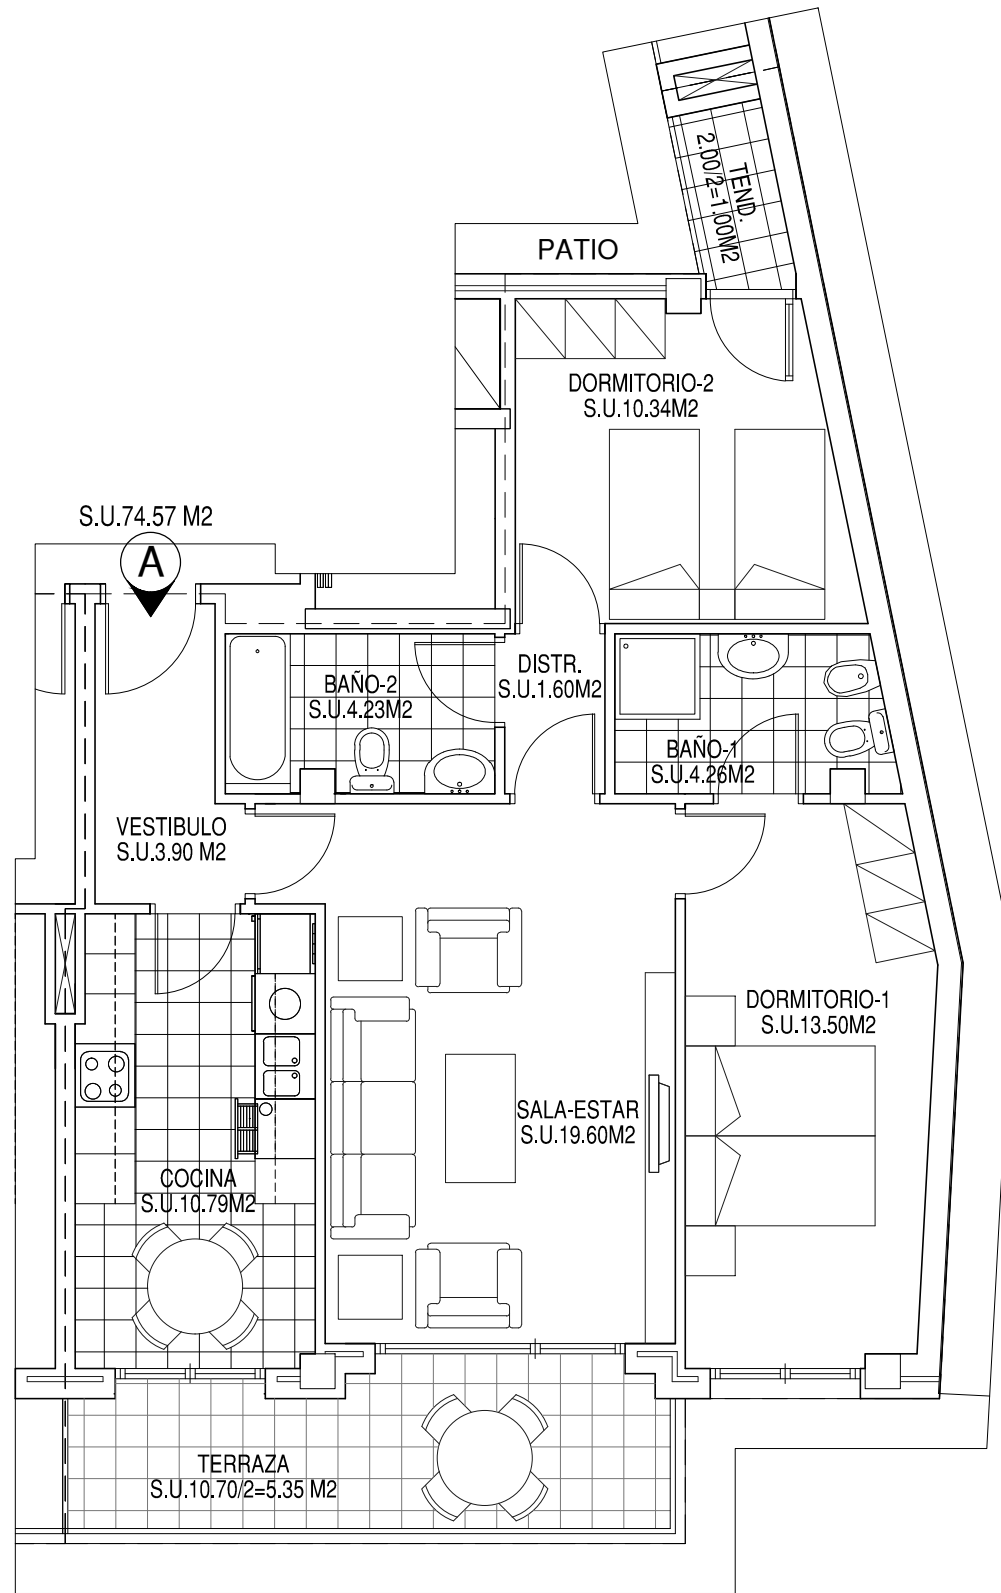 TEND.
2.00/2=1.00M2
PATIO
DORMITORIO-2
S.U.10.34M2
S.U.74.57 M2
A
DISTR.
S.U.1.60M2
BAÑO-2
S.U.4.23M2
BAÑO-1
S.U.4.26M2
VESTIBULO
S.U.3.90 M2
DORMITORIO-1
S.U.13.50M2
SALA-ESTAR
S.U.19.60M2
COCINA
S.U.10.79M2
TERRAZA
S.U.10.70/2=5.35 M2